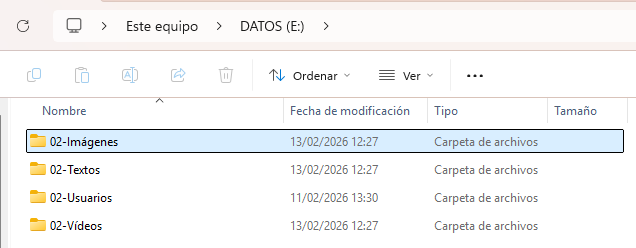 Este equipo > DATOS (E:) >
Ordenar Ver ...
Nombre Fecha de modificación Tipo Tamaño
02-Imágenes 13/02/2026 12:27 Carpeta de archivos
02-Textos 13/02/2026 12:27 Carpeta de archivos
02-Usuarios 11/02/2026 13:30 Carpeta de archivos
02-Vídeos 13/02/2026 12:27 Carpeta de archivos